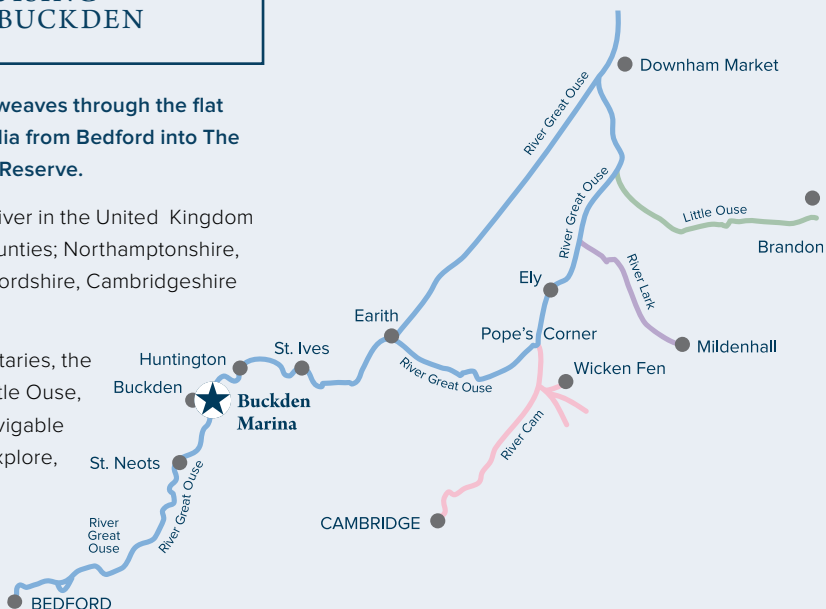 BUCKDEN
weaves through the flat
dia from Bedford into The
Reserve.
iver in the United Kingdom
unties; Northamptonshire,
ordshire, Cambridgeshire
taries, the
tle Ouse,
vigable
xplore,
Downham Market
River Great Ouse
River Great Ouse
Little Ouse
Brandon
River Lark
Ely
Earith
Pope's Corner
Mildenhall
St. Ives
Huntington
Wicken Fen
River Great Ouse
Buckden
Buckden
Marina
River Cam
St. Neots
River Great Ouse
River
Great
Ouse
CAMBRIDGE
BEDFORD